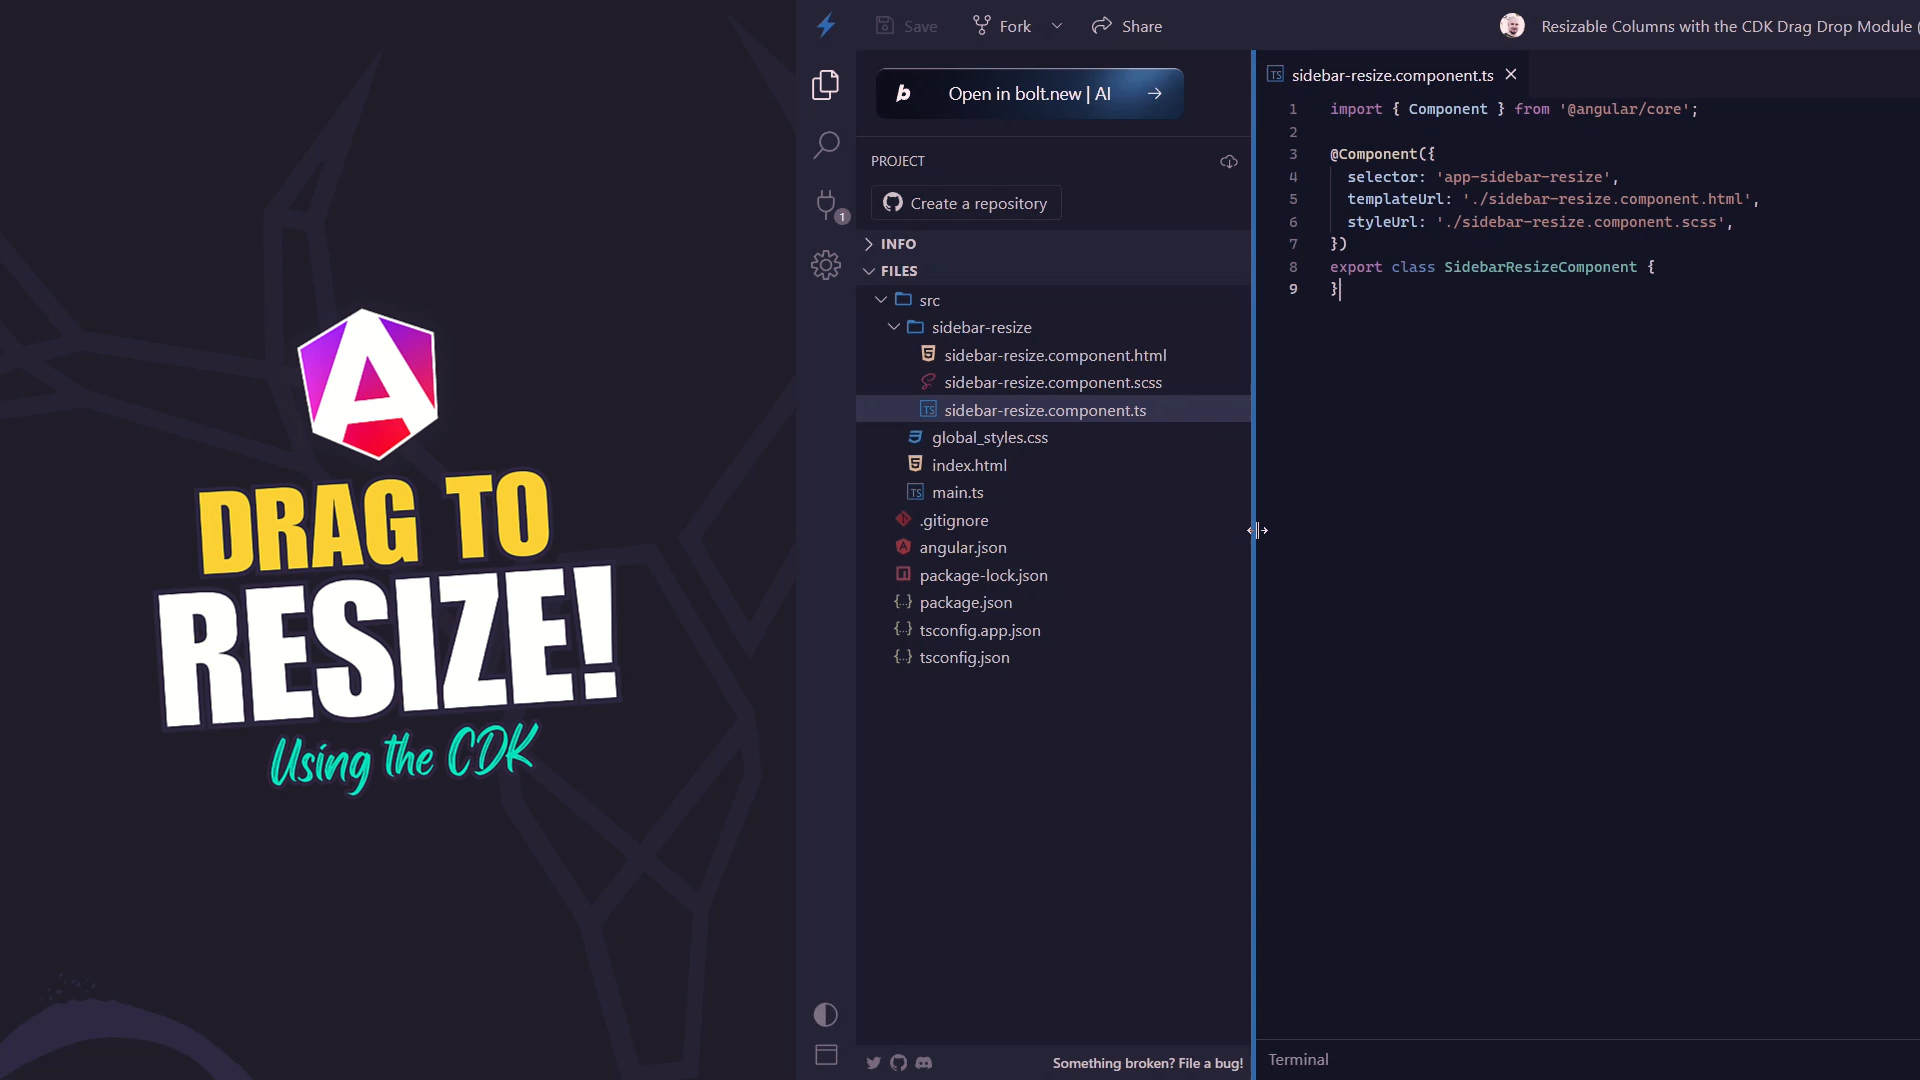 DRAG TO
RESIZE!
Using the CDK
Save
Fork
Share
Resizable Columns with the CDK Drag Drop Module (
Open in bolt.new | AI
PROJECT
Create a repository
1
INFO
FILES
src
sidebar-resize
sidebar-resize.component.html
sidebar-resize.component.scss
TS sidebar-resize.component.ts
global_styles.css
index.html
TS main.ts
.gitignore
angular.json
package-lock.json
{..} package.json
{..} tsconfig.app.json
{..} tsconfig.json
Something broken? File a bug!
TS sidebar-resize.component.ts
1 import { Component } from '@angular/core';
2
3 @Component({
4 selector: 'app-sidebar-resize',
5 templateUrl: './sidebar-resize.component.html',
6 styleUrl: './sidebar-resize.component.scss',
7 })
8 export class SidebarResizeComponent {
9 }
Terminal